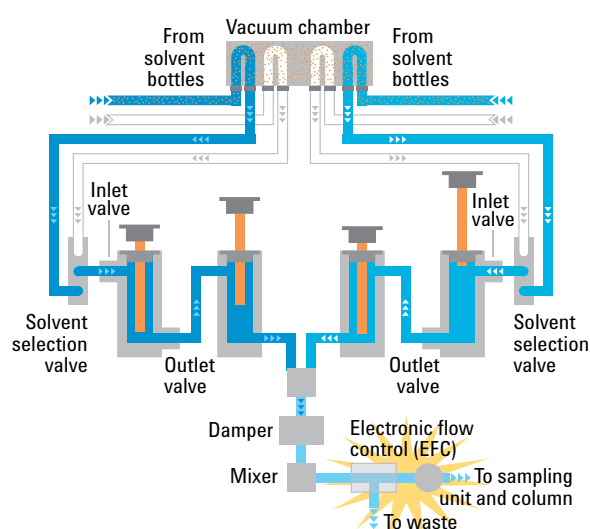 Vacuum chamber
From
solvent
bottles
From
solvent
bottles
Inlet
valve
Inlet
valve
Solvent
selection
valve
Outlet
valve
Outlet
valve
Solvent
selection
valve
Damper
Electronic flow
control (EFC)
Mixer
To sampling
unit and column
To waste